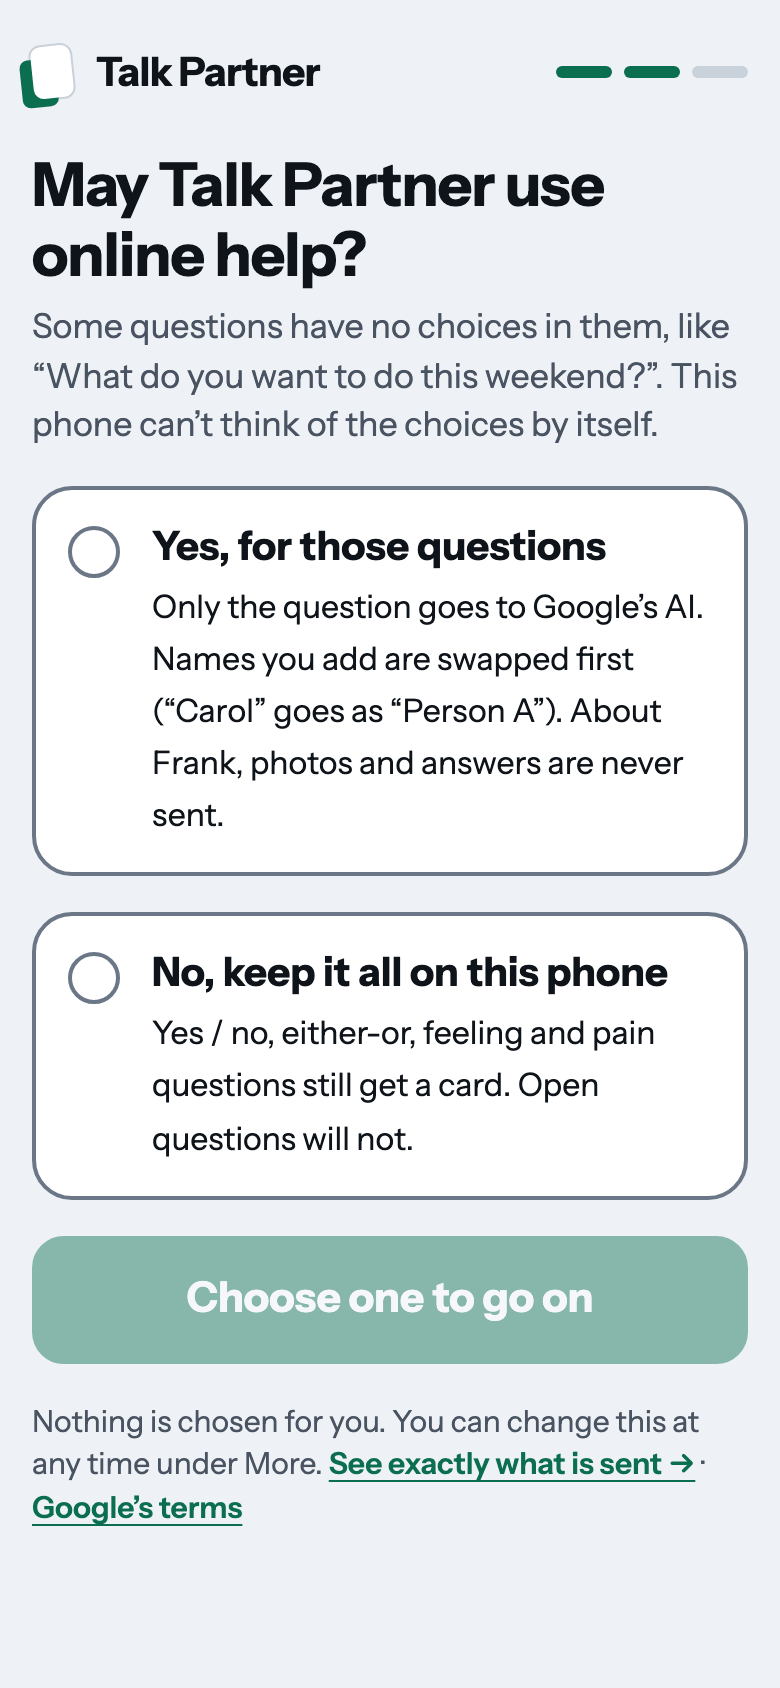 Talk Partner
May Talk Partner use
online help?
Some questions have no choices in them, like
“What do you want to do this weekend?”. This
phone can’t think of the choices by itself.
Yes, for those questions
Only the question goes to Google’s AI.
Names you add are swapped first
(“Carol” goes as “Person A”). About
Frank, photos and answers are never
sent.
No, keep it all on this phone
Yes / no, either-or, feeling and pain
questions still get a card. Open
questions will not.
Choose one to go on
Nothing is chosen for you. You can change this at
any time under More. See exactly what is sent → ·
Google’s terms